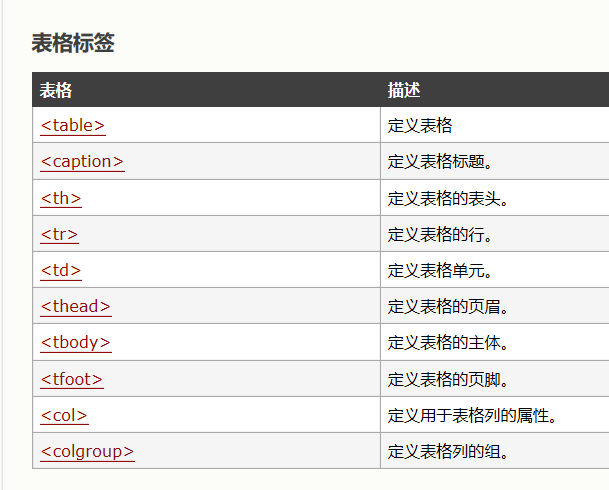 表格标签
表格 描述
<table> 定义表格
<caption> 定义表格标题。
<th> 定义表格的表头。
<tr> 定义表格的行。
<td> 定义表格单元。
<thead> 定义表格的页眉。
<tbody> 定义表格的主体。
<tfoot> 定义表格的页脚。
<col> 定义用于表格列的属性。
<colgroup> 定义表格列的组。